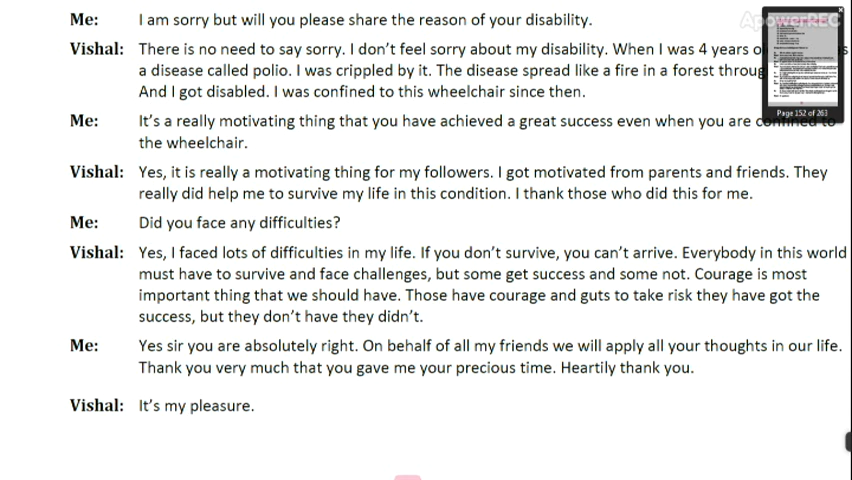 Me: I am sorry but will you please share the reason of your disability.
Vishal: There is no need to say sorry. I don't feel sorry about my disability. When I was 4 years
a disease called polio. I was crippled by it. The disease spread like a fire in a forest
And I got disabled. I was confined to this wheelchair since then.
Me: It's a really motivating thing that you have achieved a great success even when you are confined to
the wheelchair.
Vishal: Yes, it is really a motivating thing for my followers. I got motivated from parents and friends. They
really did help me to survive my life in this condition. I thank those who did this for me.
Me: Did you face any difficulties?
Vishal: Yes, I faced lots of difficulties in my life. If you don't survive, you can't arrive. Everybody in this world
must have to survive and face challenges, but some get success and some not. Courage is most
important thing that we should have. Those have courage and guts to take risk they have got the
success, but they don't have they didn't.
Me: Yes sir you are absolutely right. On behalf of all my friends we will apply all your thoughts in our life.
Thank you very much that you gave me your precious time. Heartily thank you.
Vishal: It's my pleasure.
ApowerREC
Page 152 of 263